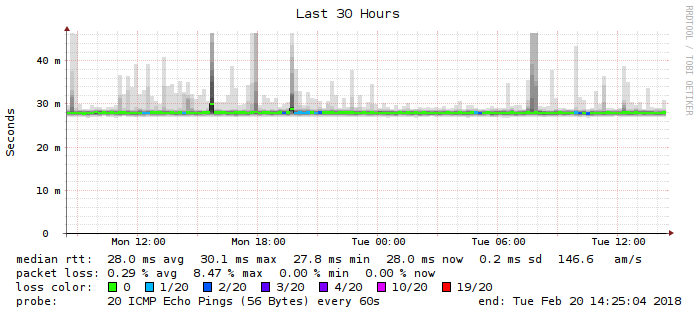 Last 30 Hours
RRDTOOL / TOBI OETIKER
Seconds
40 m
30 m
20 m
10 m
0
Mon 12:00 Mon 18:00 Tue 00:00 Tue 06:00 Tue 12:00
median rtt: 28.0 ms avg 30.1 ms max 27.8 ms min 28.0 ms now 0.2 ms sd 146.6 am/s
packet loss: 0.29 % avg 8.47 % max 0.00 % min 0.00 % now
loss color: 0 1/20 2/20 3/20 4/20 10/20 19/20
probe: 20 ICMP Echo Pings (56 Bytes) every 60s end: Tue Feb 20 14:25:04 2018